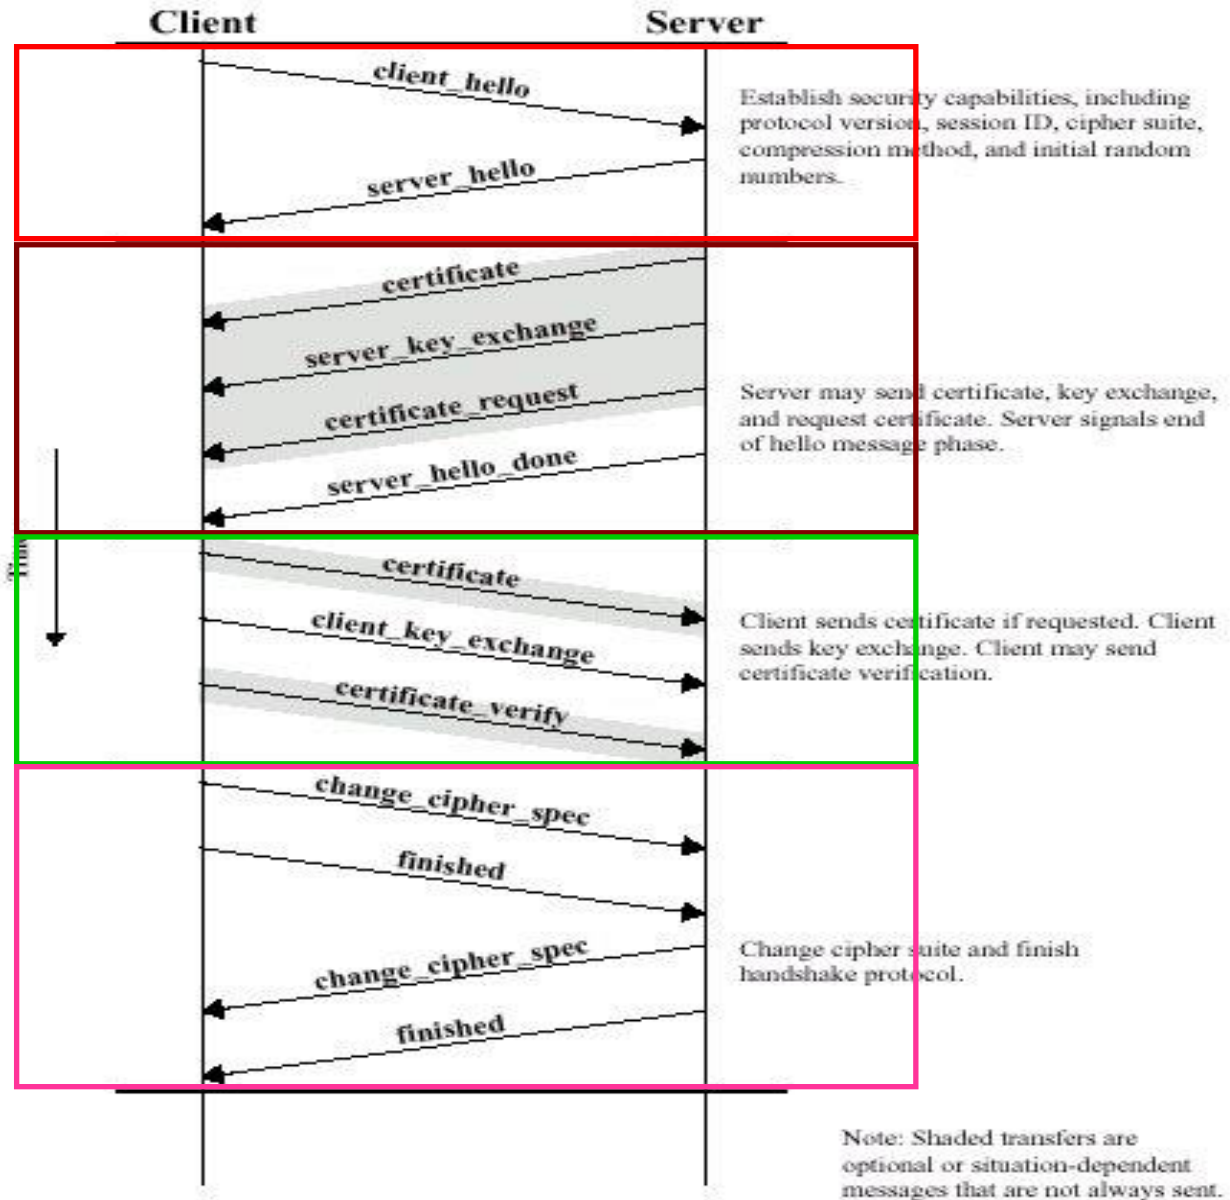 Client Server
client_hello
Establish security capabilities, including
protocol version, session ID, cipher suite,
compression method, and initial random
numbers.
server_hello
certificate
server_key_exchange
certificate_request
Server may send certificate, key exchange,
and request certificate. Server signals end
of hello message phase.
server_hello_done
certificate
client_key_exchange
Client sends certificate if requested. Client
sends key exchange. Client may send
certificate verification.
certificate_verify
change_cipher_spec
finished
change_cipher_spec
Change cipher suite and finish
handshake protocol.
finished
Note: Shaded transfers are
optional or situation-dependent
messages that are not always sent.